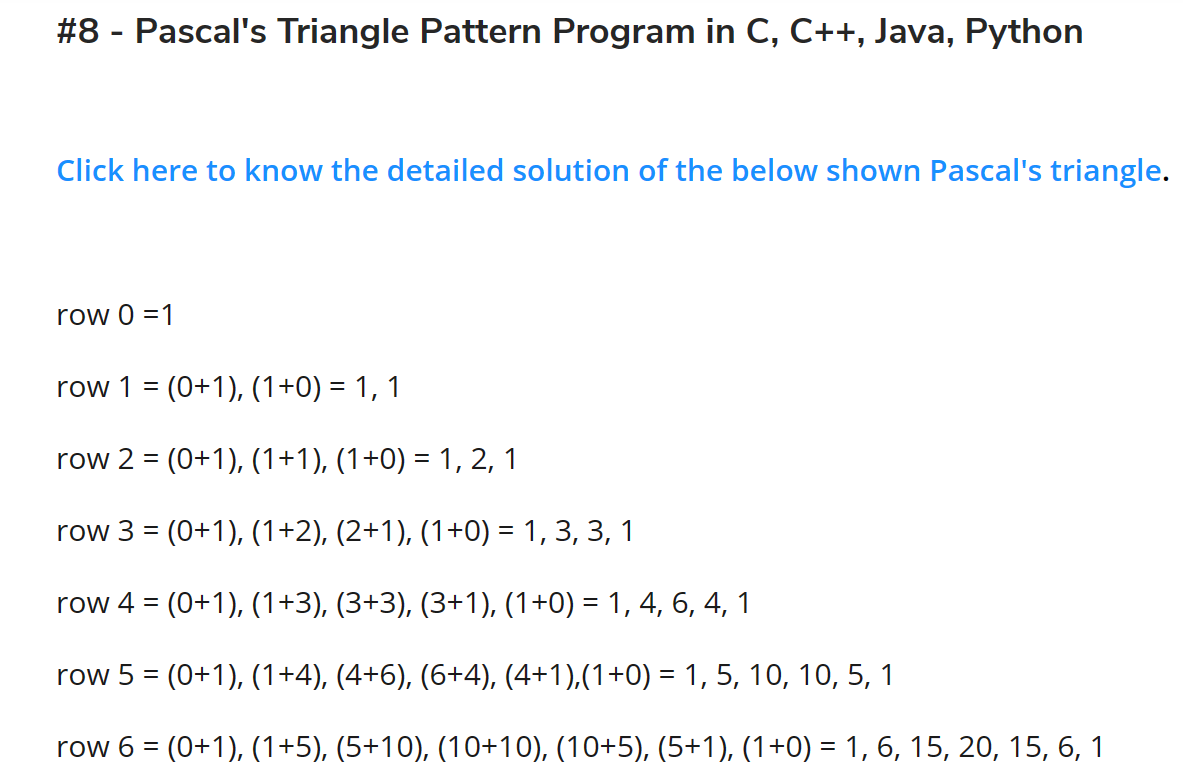 #8 - Pascal's Triangle Pattern Program in C, C++, Java, Python
Click here to know the detailed solution of the below shown Pascal's triangle.
row 0 =1
row 1 = (0+1), (1+0) = 1, 1
row 2 = (0+1), (1+1), (1+0) = 1, 2, 1
row 3 = (0+1), (1+2), (2+1), (1+0) = 1, 3, 3, 1
row 4 = (0+1), (1+3), (3+3), (3+1), (1+0) = 1, 4, 6, 4, 1
row 5 = (0+1), (1+4), (4+6), (6+4), (4+1),(1+0) = 1, 5, 10, 10, 5, 1
row 6 = (0+1), (1+5), (5+10), (10+10), (10+5), (5+1), (1+0) = 1, 6, 15, 20, 15, 6, 1